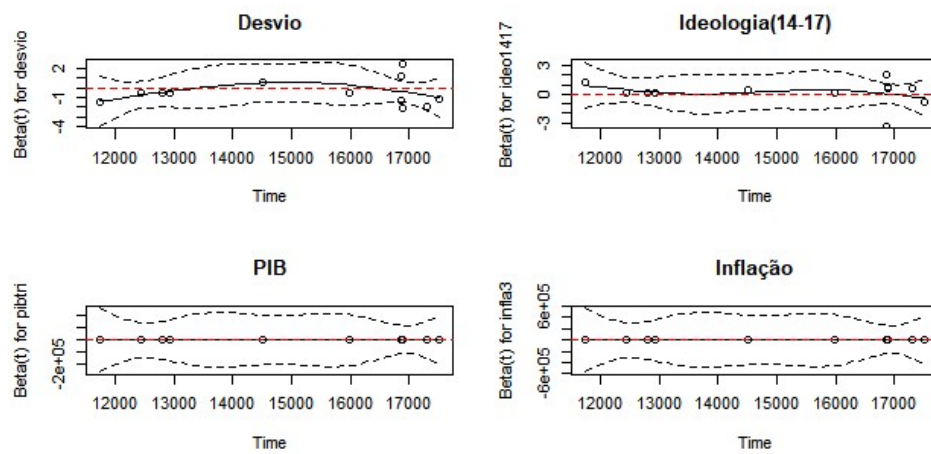 Desvio
Beta(t) for desvio
2
-1
-4
12000 13000 14000 15000 16000 17000
Time
Ideologia(14-17)
Beta(t) for ideo1417
3
0
-3
12000 13000 14000 15000 16000 17000
Time
PIB
Beta(t) for pibtri
-2e+05
12000 13000 14000 15000 16000 17000
Time
Inflação
Beta(t) for infla3
6e+05
-6e+05
12000 13000 14000 15000 16000 17000
Time